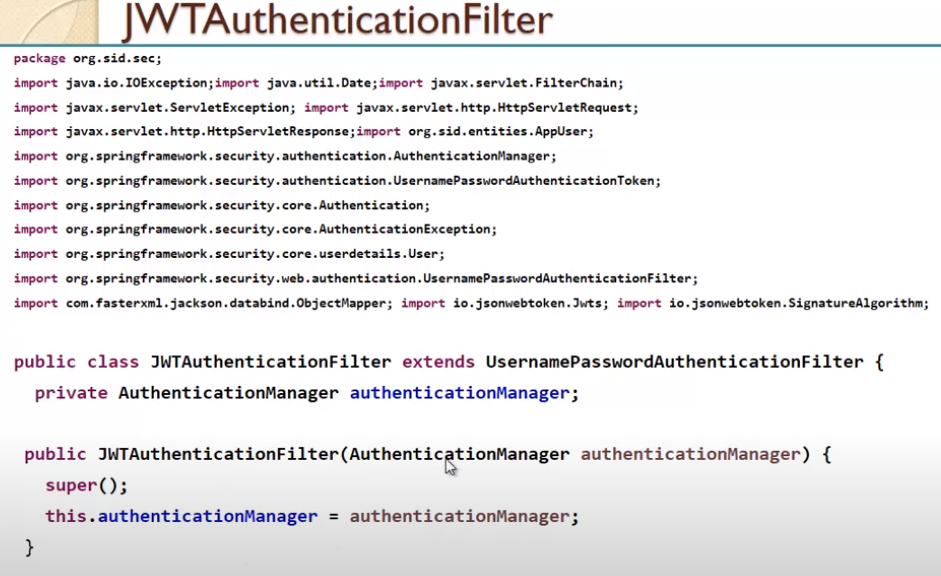 JWTAuthenticationFilter
package org.sid.sec;
import java.io.IOException;import java.util.Date;import javax.servlet.FilterChain;
import javax.servlet.ServletException; import javax.servlet.http.HttpServletRequest;
import javax.servlet.http.HttpServletResponse;import org.sid.entities.AppUser;
import org.springframework.security.authentication.AuthenticationManager;
import org.springframework.security.authentication.UsernamePasswordAuthenticationToken;
import org.springframework.security.core.Authentication;
import org.springframework.security.core.AuthenticationException;
import org.springframework.security.core.userdetails.User;
import org.springframework.security.web.authentication.UsernamePasswordAuthenticationFilter;
import com.fasterxml.jackson.databind.ObjectMapper; import io.jsonwebtoken.Jwts; import io.jsonwebtoken.SignatureAlgorithm;
public class JWTAuthenticationFilter extends UsernamePasswordAuthenticationFilter {
private AuthenticationManager authenticationManager;
public JWTAuthenticationFilter(AuthenticationManager authenticationManager) {
super();
this.authenticationManager = authenticationManager;
}